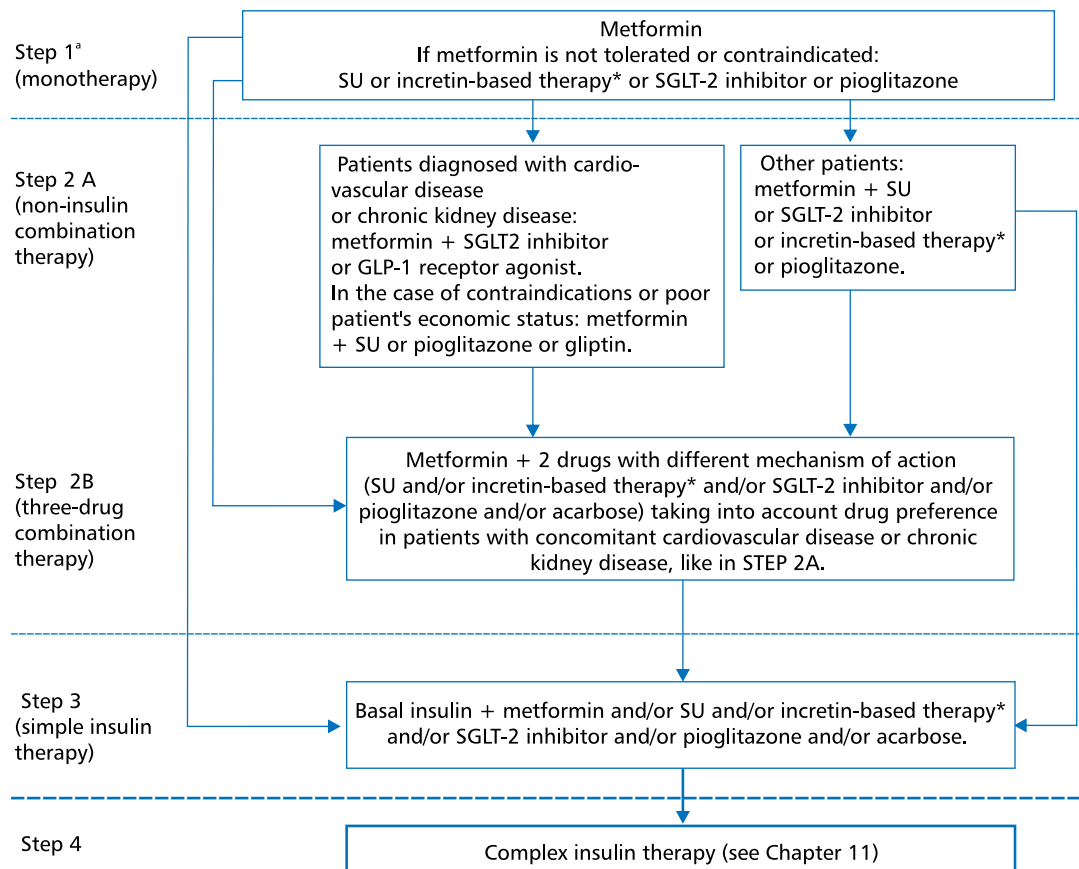 Step 1ᵃ
(monotherapy)
Metformin
If metformin is not tolerated or contraindicated:
SU or incretin-based therapy* or SGLT-2 inhibitor or pioglitazone
Step 2 A
(non-insulin
combination
therapy)
Patients diagnosed with cardio-
vascular disease
or chronic kidney disease:
metformin + SGLT2 inhibitor
or GLP-1 receptor agonist.
In the case of contraindications or poor
patient's economic status: metformin
+ SU or pioglitazone or gliptin.
Other patients:
metformin + SU
or SGLT-2 inhibitor
or incretin-based therapy*
or pioglitazone.
Step 2B
(three-drug
combination
therapy)
Metformin + 2 drugs with different mechanism of action
(SU and/or incretin-based therapy* and/or SGLT-2 inhibitor and/or
pioglitazone and/or acarbose) taking into account drug preference
in patients with concomitant cardiovascular disease or chronic
kidney disease, like in STEP 2A.
Step 3
(simple insulin
therapy)
Basal insulin + metformin and/or SU and/or incretin-based therapy*
and/or SGLT-2 inhibitor and/or pioglitazone and/or acarbose.
Step 4
Complex insulin therapy (see Chapter 11)